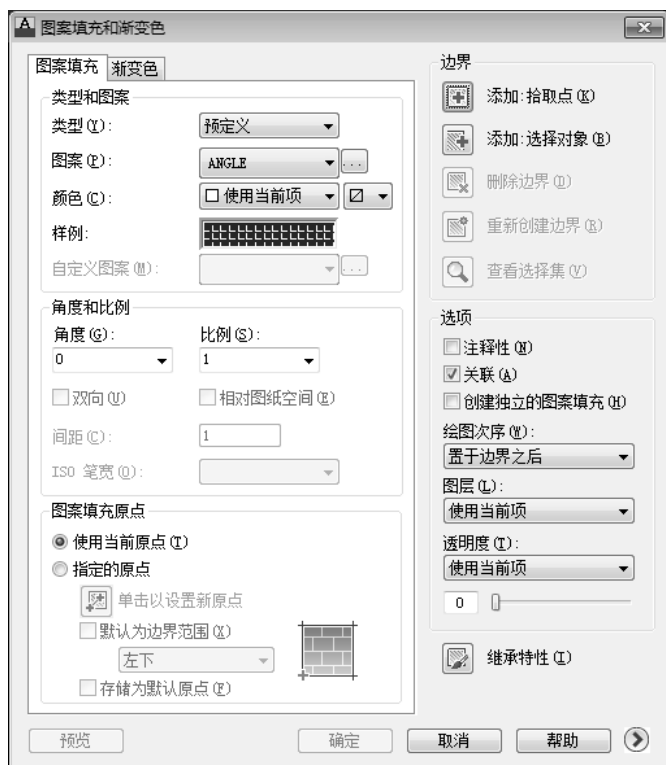 图案填充和渐变色
图案填充 渐变色
类型和图案
类型(Y):
预定义
图案(P):
ANGLE
...
颜色(C):
使用当前项
样例:
自定义图案(M):
...
角度和比例
角度(G):
比例(S):
0
1
双向(U)
相对图纸空间(E)
间距(C):
1
ISO 笔宽(O):
图案填充原点
使用当前原点(T)
指定的原点
单击以设置新原点
默认为边界范围(X)
左下
存储为默认原点(F)
边界
添加:拾取点(K)
添加:选择对象(B)
删除边界(D)
重新创建边界(R)
查看选择集(V)
选项
注释性(N)
关联(A)
创建独立的图案填充(H)
绘图次序(W):
置于边界之后
图层(L):
使用当前项
透明度(T):
使用当前项
0
继承特性(I)
预览
确定
取消
帮助